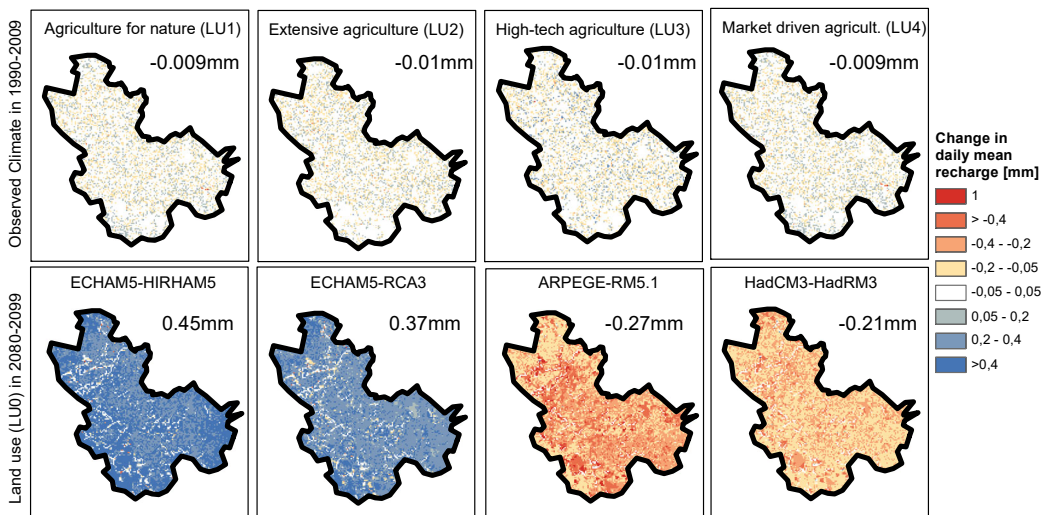 Agriculture for nature (LU1)
-0.009mm
Extensive agriculture (LU2)
-0.01mm
High-tech agriculture (LU3)
-0.01mm
Market driven agricult. (LU4)
-0.009mm
Observed Climate in 1990-2009
ECHAM5-HIRHAM5
0.45mm
ECHAM5-RCA3
0.37mm
ARPEGE-RM5.1
-0.27mm
HadCM3-HadRM3
-0.21mm
Land use (LU0) in 2080-2099
Change in
daily mean
recharge [mm]
1
> -0,4
-0,4 - -0,2
-0,2 - -0,05
-0,05 - 0,05
0,05 - 0,2
0,2 - 0,4
>0,4